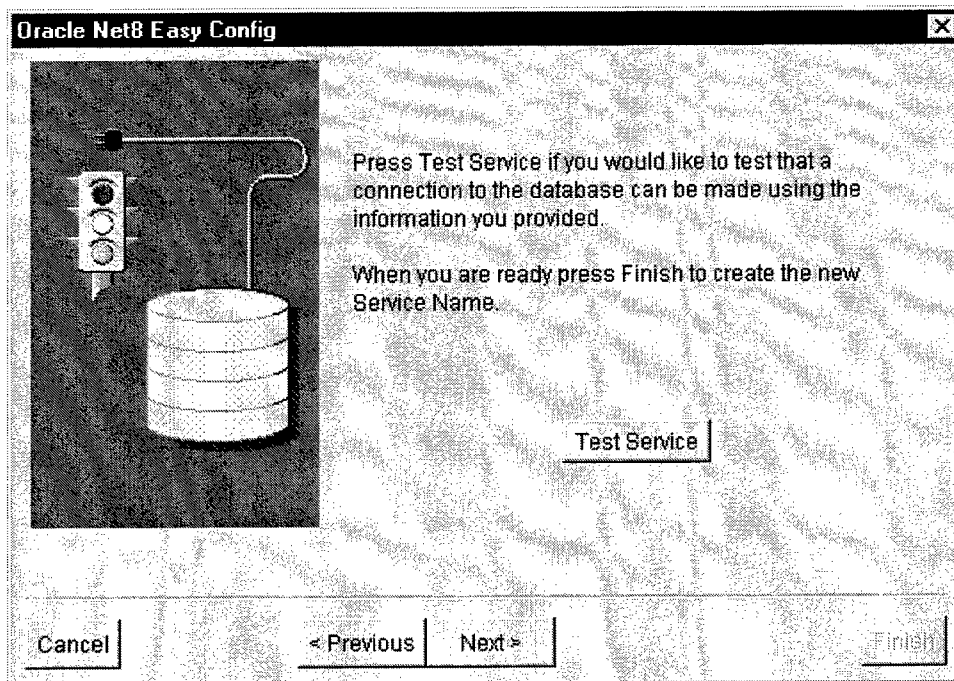 Oracle Net8 Easy Config
Press Test Service if you would like to test that a
connection to the database can be made using the
information you provided.
When you are ready press Finish to create the new
Service Name.
Test Service
Cancel
< Previous
Next >
Finish